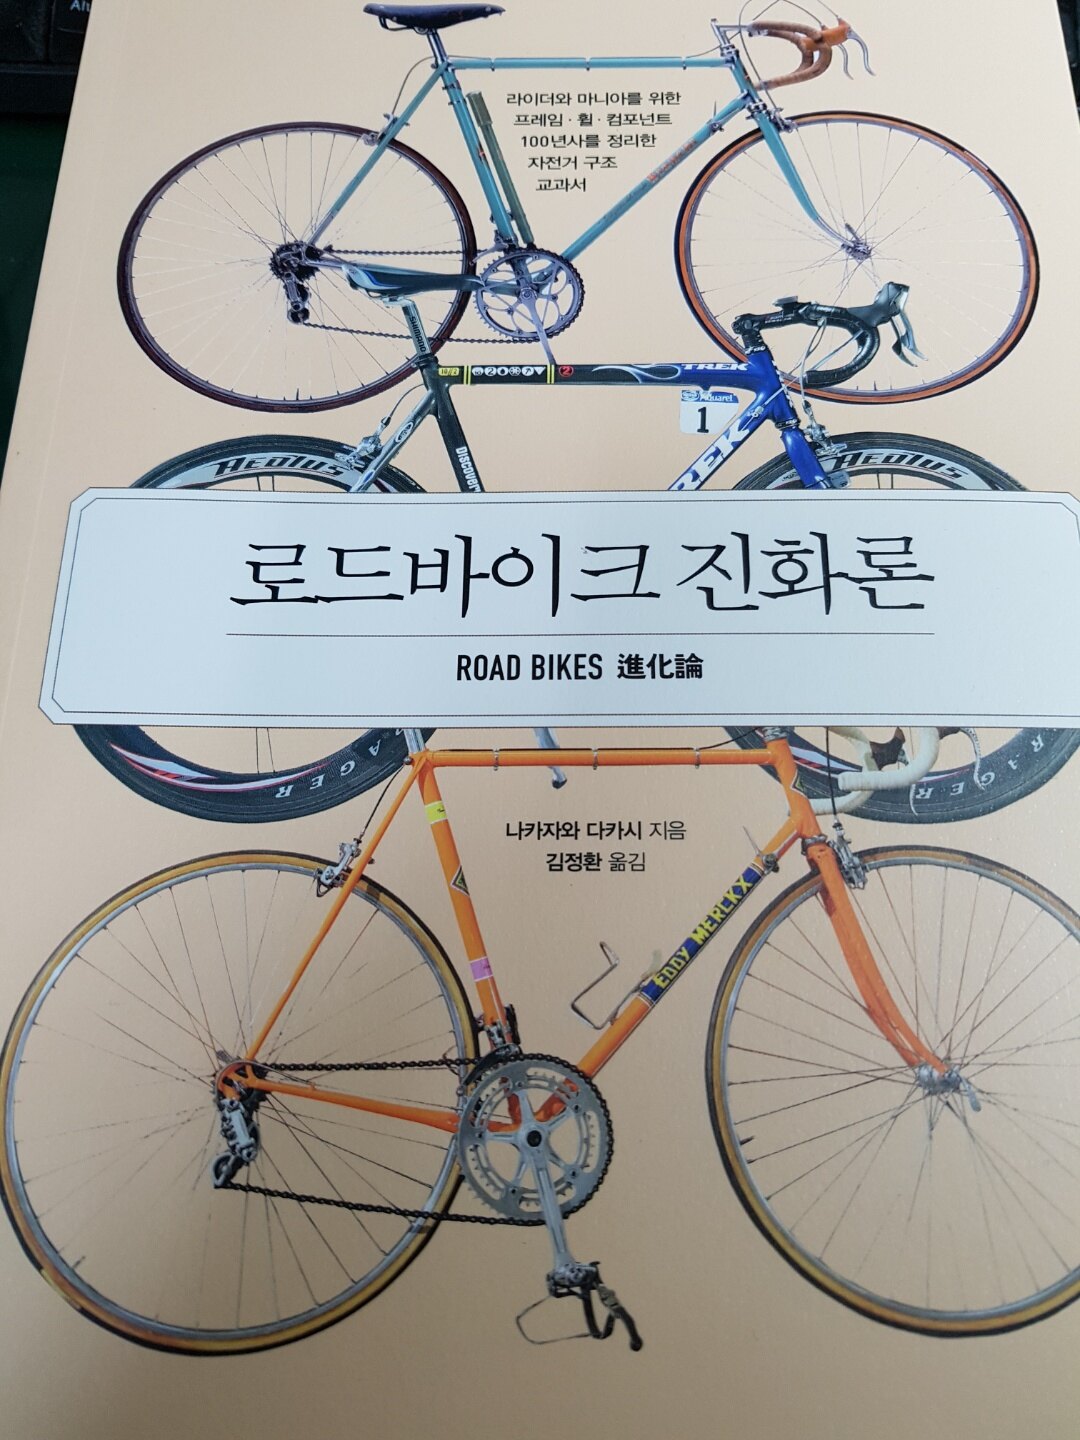 라이더와 마니아를 위한
프레임·휠·컴포넌트
100년사를 정리한
자전거 구조
교과서
TREK
1
TREK
Discovery
AEOLUS
AEOLUS
로드바이크 진화론
ROAD BIKES 進化論
나카자와 다카시 지음
김정환 옮김
EDDY MERCKX